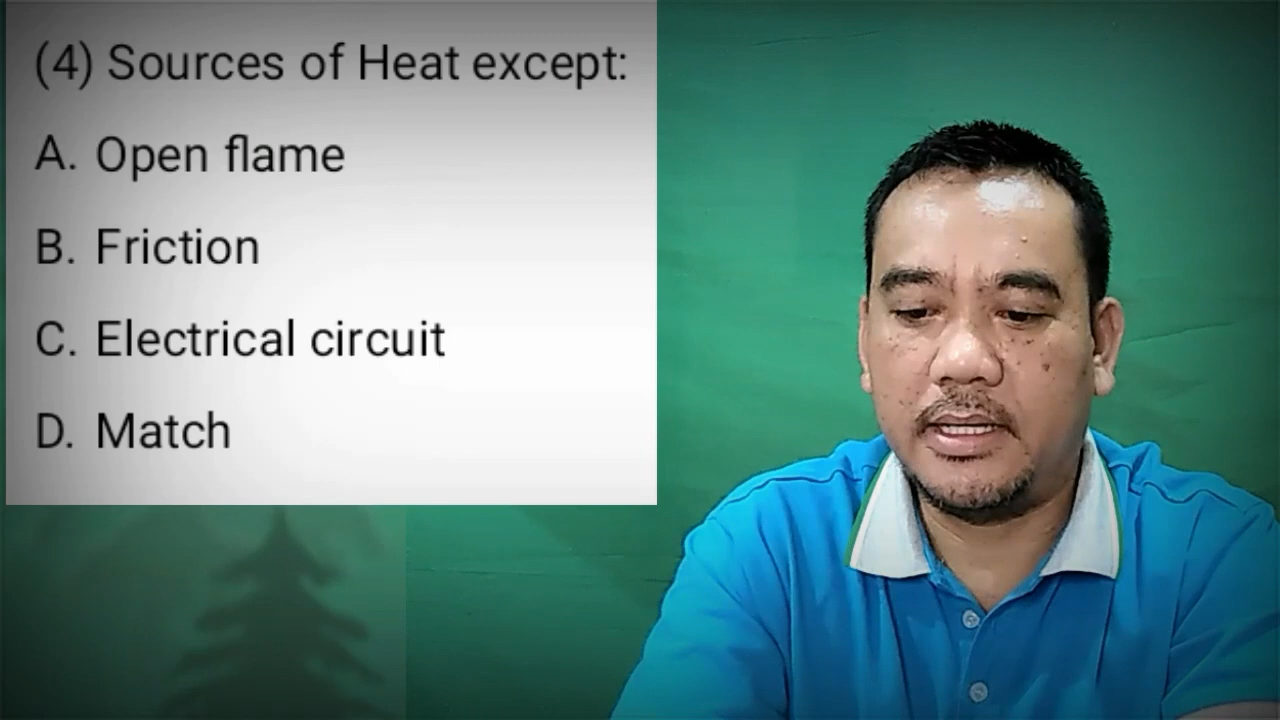 (4) Sources of Heat except:
A. Open flame
B. Friction
C. Electrical circuit
D. Match